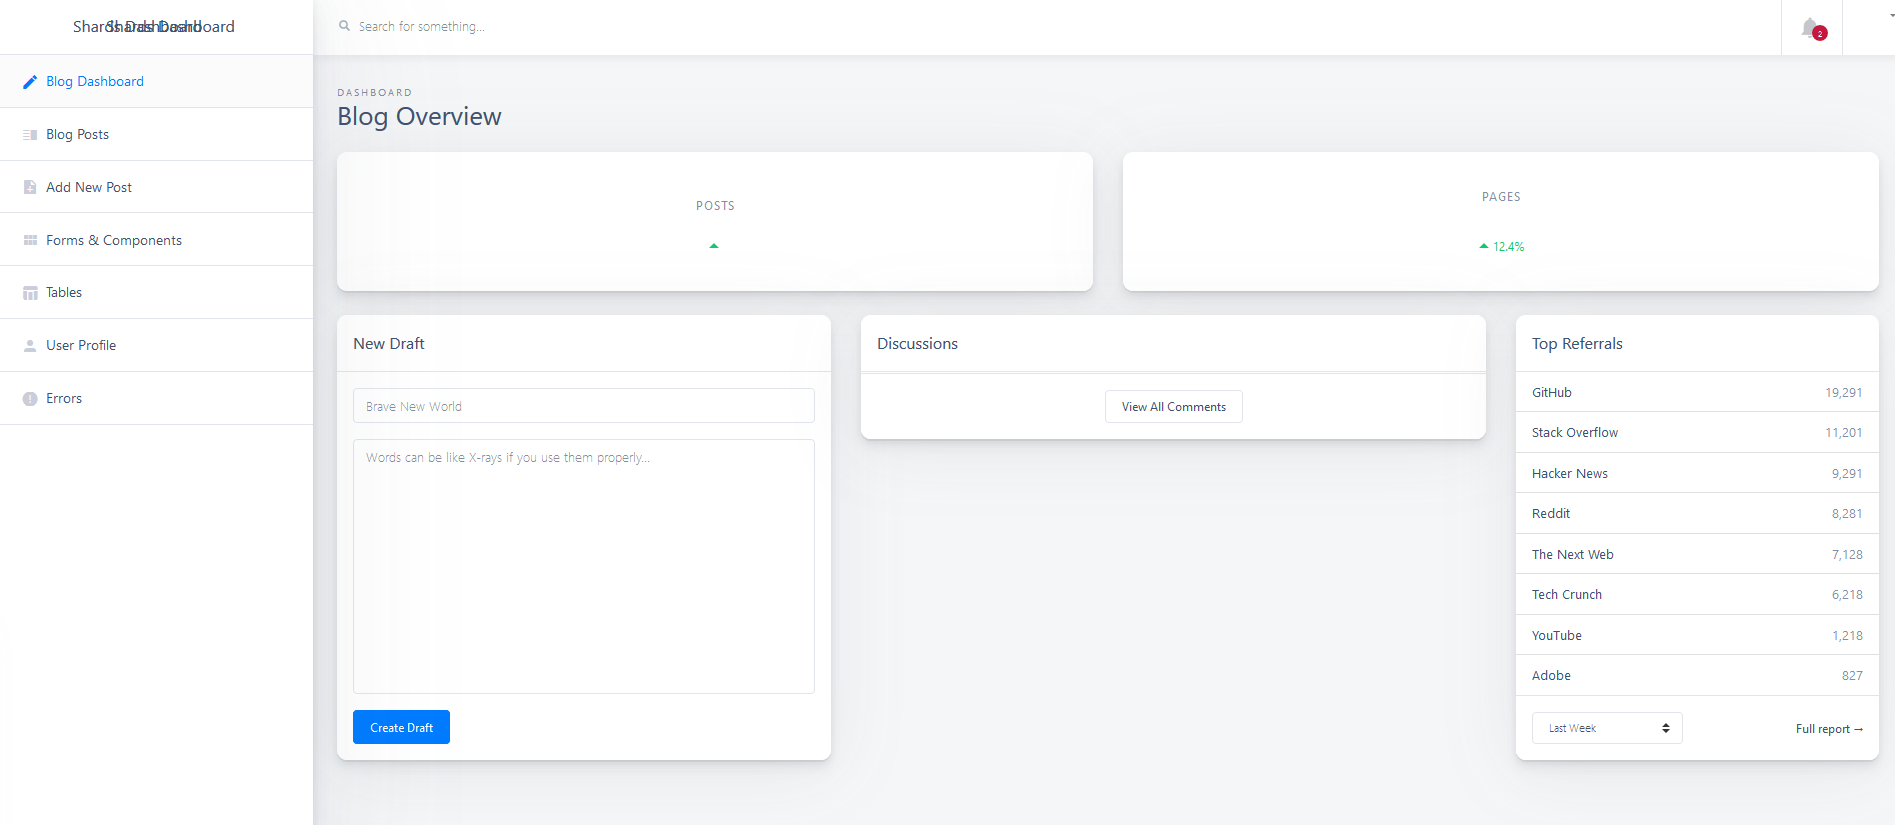 Shards Dashboard
Shards Dashboard
Search for something...
2
Blog Dashboard
Blog Posts
Add New Post
Forms & Components
Tables
User Profile
Errors
DASHBOARD
Blog Overview
POSTS
PAGES
12.4%
New Draft
Brave New World
Words can be like X-rays if you use them properly...
Create Draft
Discussions
View All Comments
Top Referrals
GitHub 19,291
Stack Overflow 11,201
Hacker News 9,291
Reddit 8,281
The Next Web 7,128
Tech Crunch 6,218
YouTube 1,218
Adobe 827
Last Week
Full report →